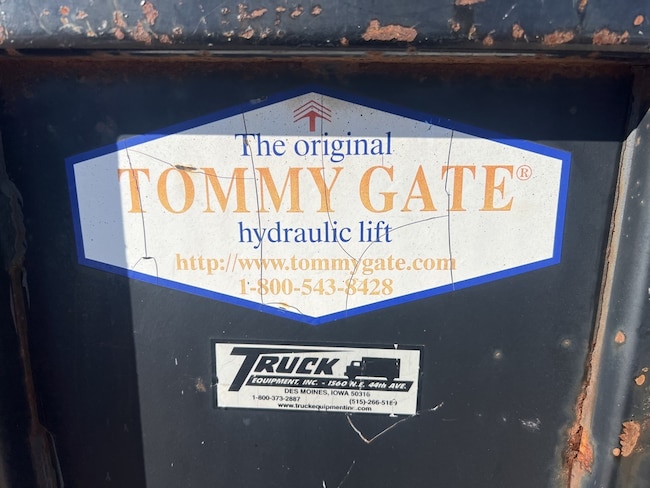 The original
TOMMY GATE®
hydraulic lift
http://www.tommygate.com
1-800-543-8428
TRUCK
EQUIPMENT, INC. - 1560 N.E. 44th AVE.
DES MOINES, IOWA 50316
1-800-373-2887 (515)-266-5189
www.truckequipmentinc.com